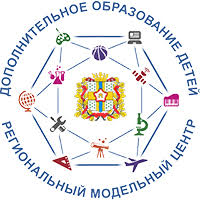 ДОПОЛНИТЕЛЬНОЕ ОБРАЗОВАНИЕ ДЕТЕЙ
РЕГИОНАЛЬНЫЙ МОДЕЛЬНЫЙ ЦЕНТР